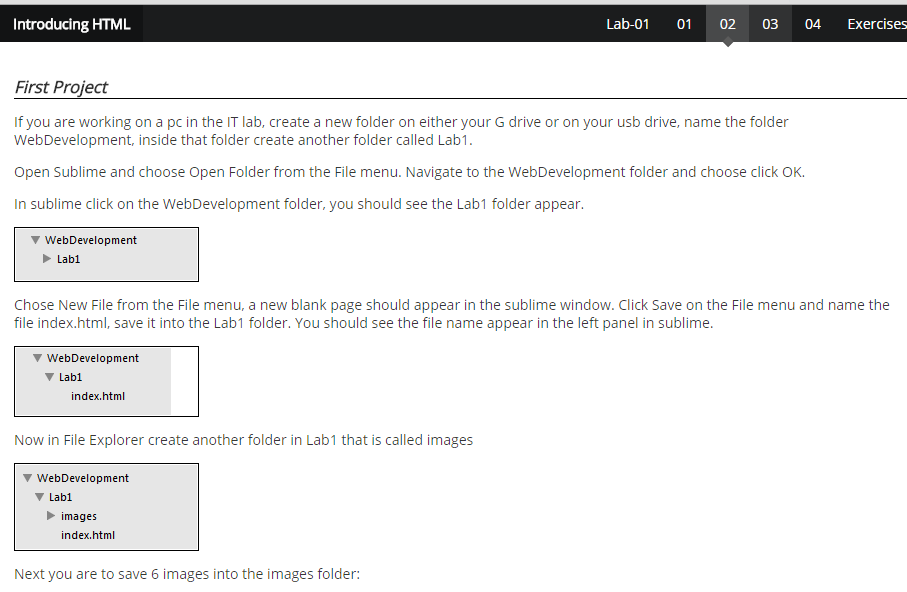 Introducing HTML
Lab-01 01 02 03 04 Exercises
First Project
If you are working on a pc in the IT lab, create a new folder on either your G drive or on your usb drive, name the folder
WebDevelopment, inside that folder create another folder called Lab1.
Open Sublime and choose Open Folder from the File menu. Navigate to the WebDevelopment folder and choose click OK.
In sublime click on the WebDevelopment folder, you should see the Lab1 folder appear.
WebDevelopment
Lab1
Chose New File from the File menu, a new blank page should appear in the sublime window. Click Save on the File menu and name the
file index.html, save it into the Lab1 folder. You should see the file name appear in the left panel in sublime.
WebDevelopment
Lab1
index.html
Now in File Explorer create another folder in Lab1 that is called images
WebDevelopment
Lab1
images
index.html
Next you are to save 6 images into the images folder: